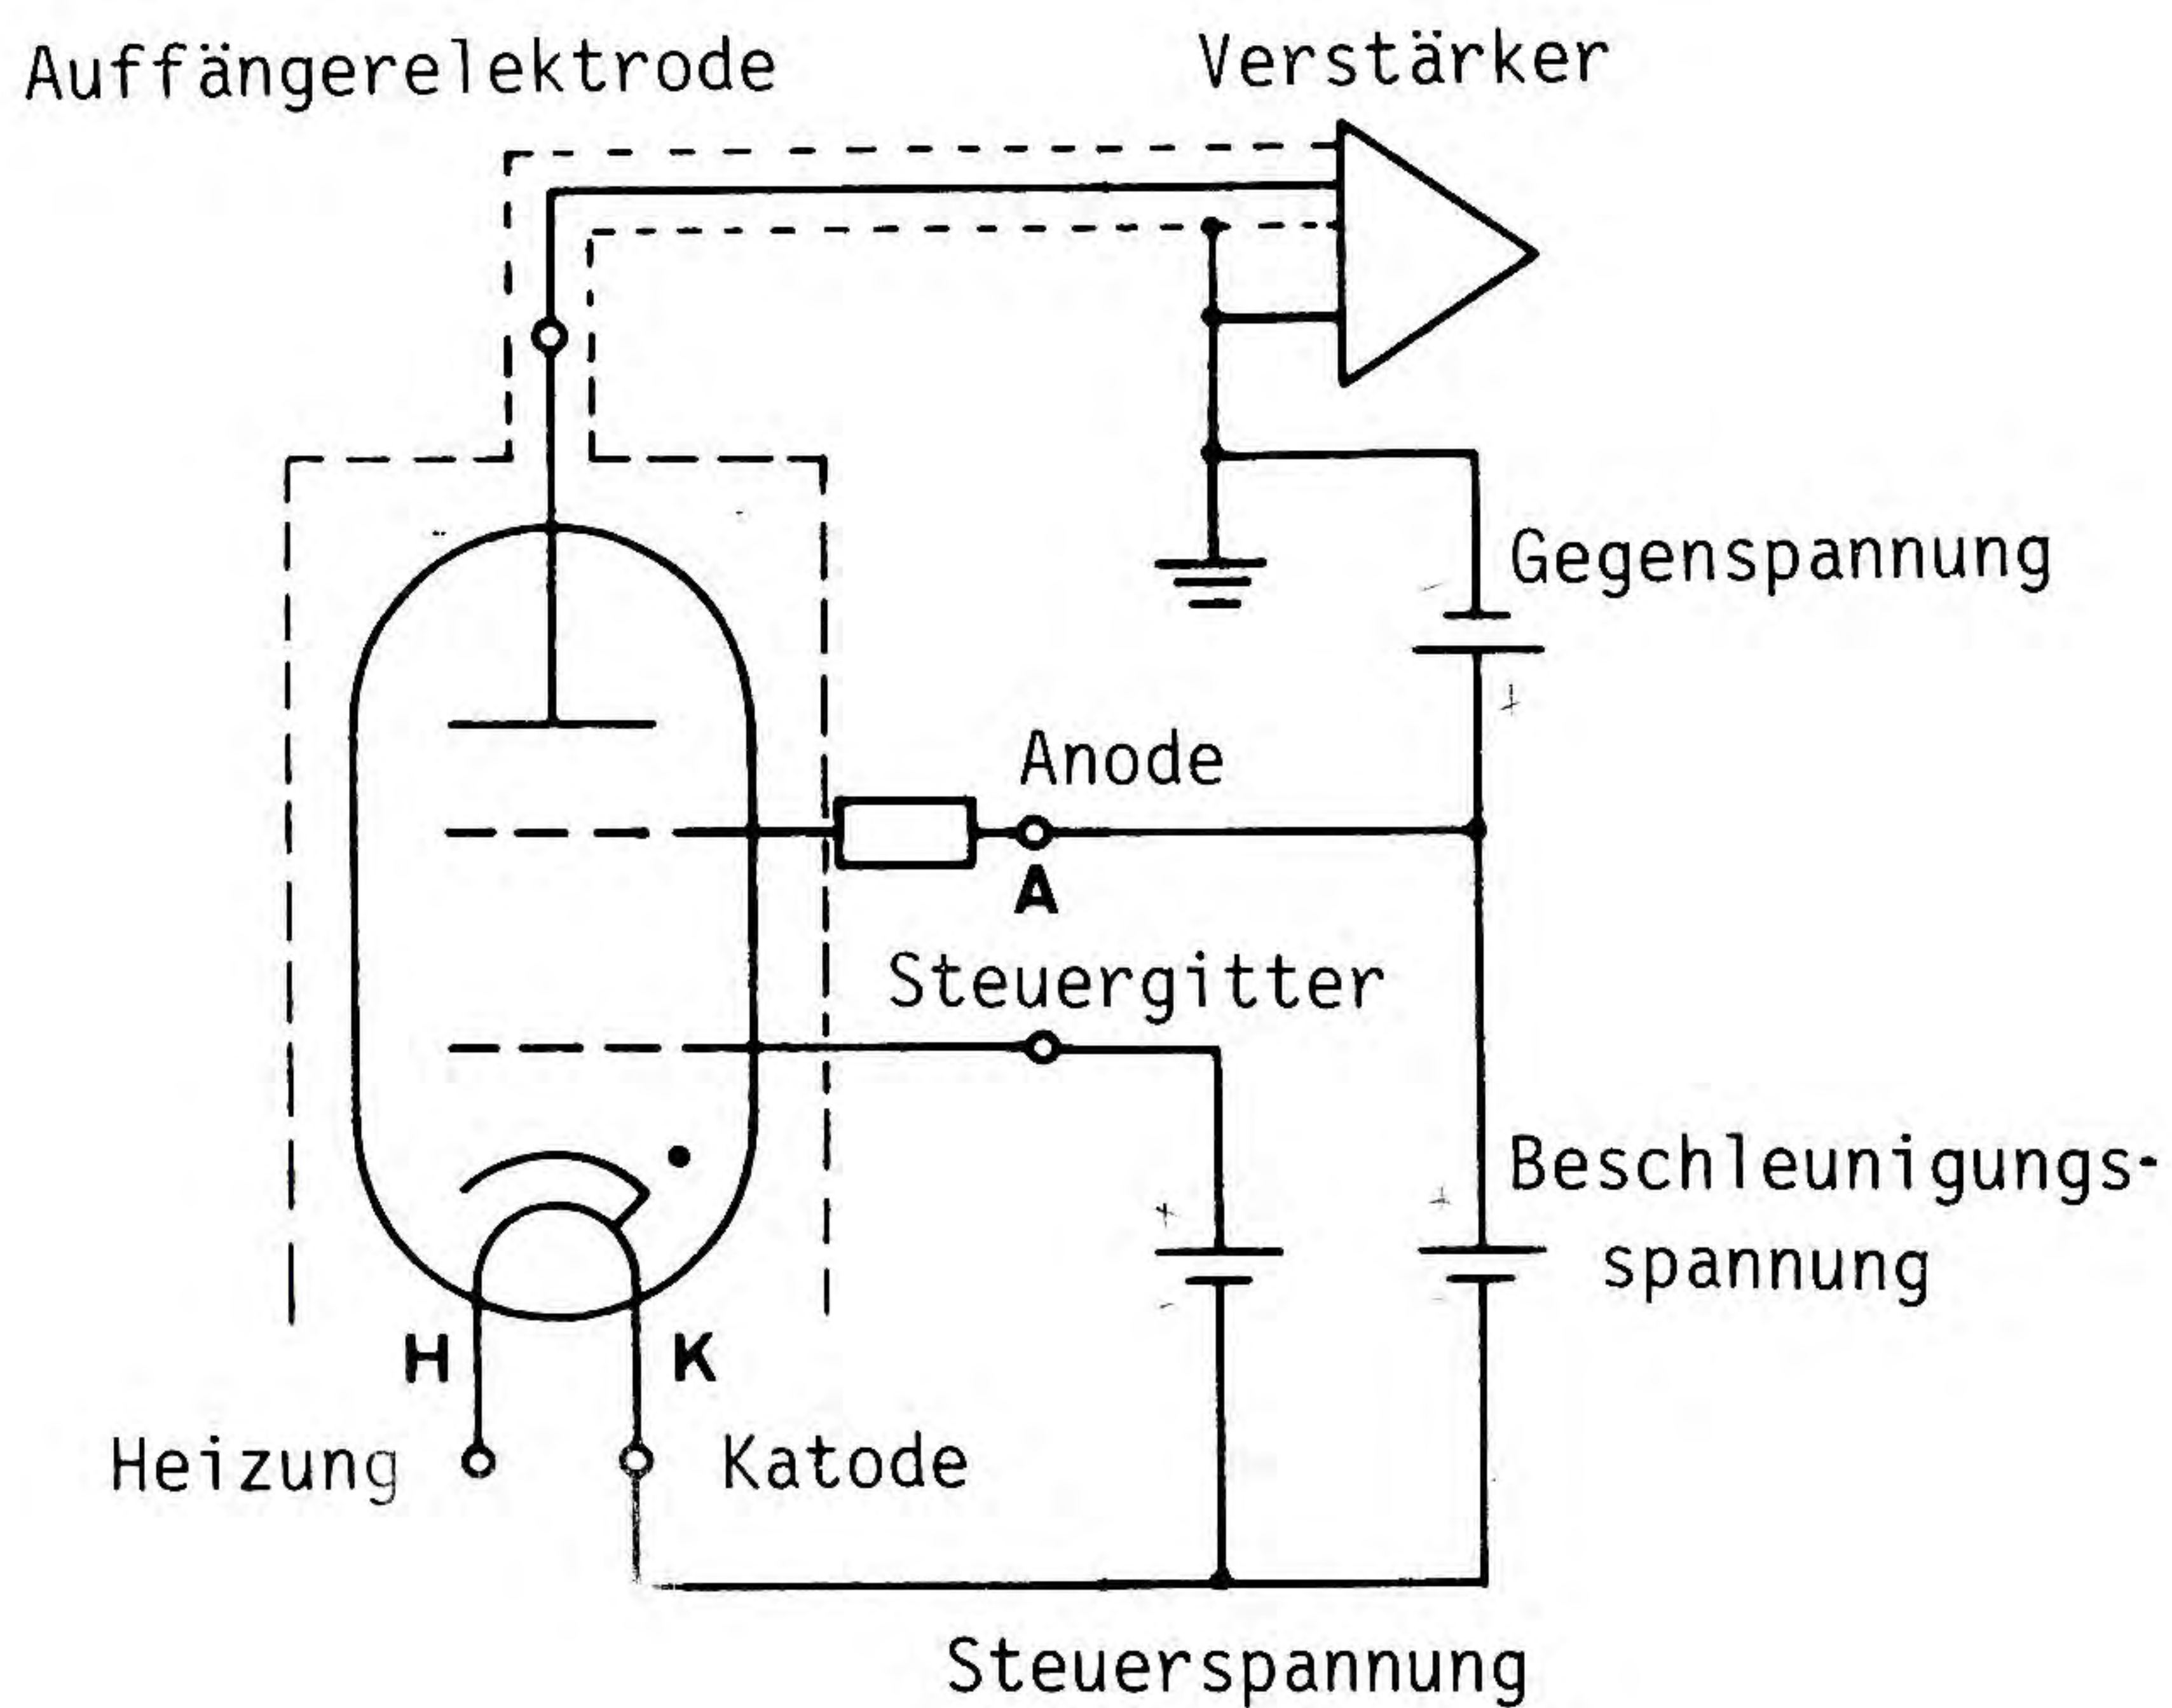 Auffängerelektrode
Verstärker
Gegenspannung
Anode
A
Steuergitter
Beschleunigungs-
spannung
H
K
Heizung
Katode
Steuerspannung